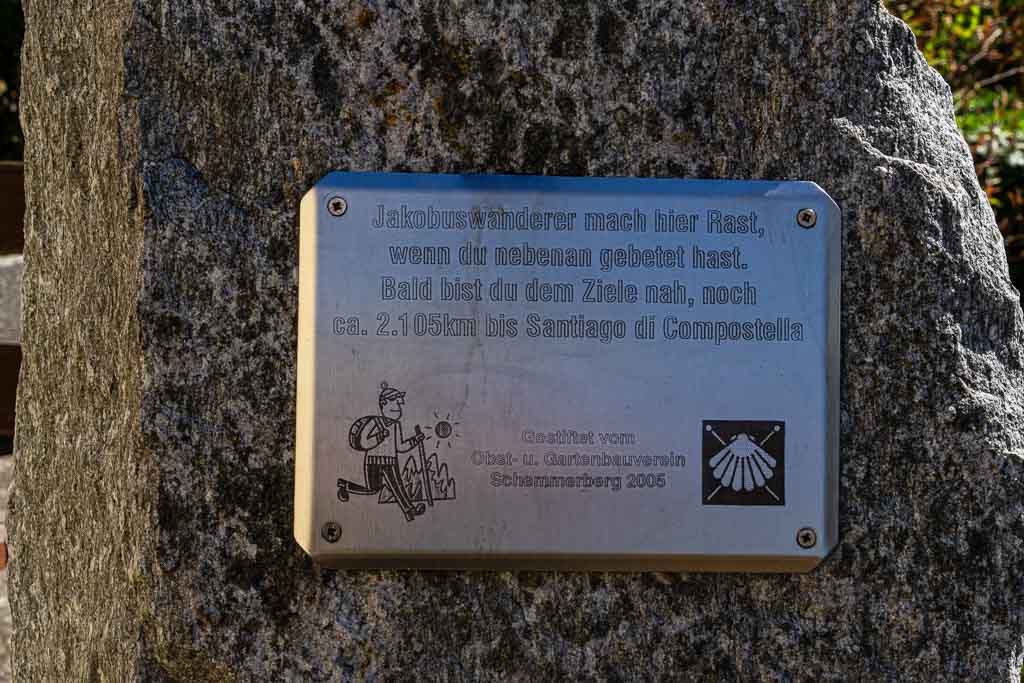 Jakobuswanderer mach hier Rast,
wenn du nebenan gebetet hast.
Bald bist du dem Ziele nah, noch
ca. 2.105km bis Santiago di Compostella
Gestiftet vom
Obst- u. Gartenbauverein
Schemmerberg 2005